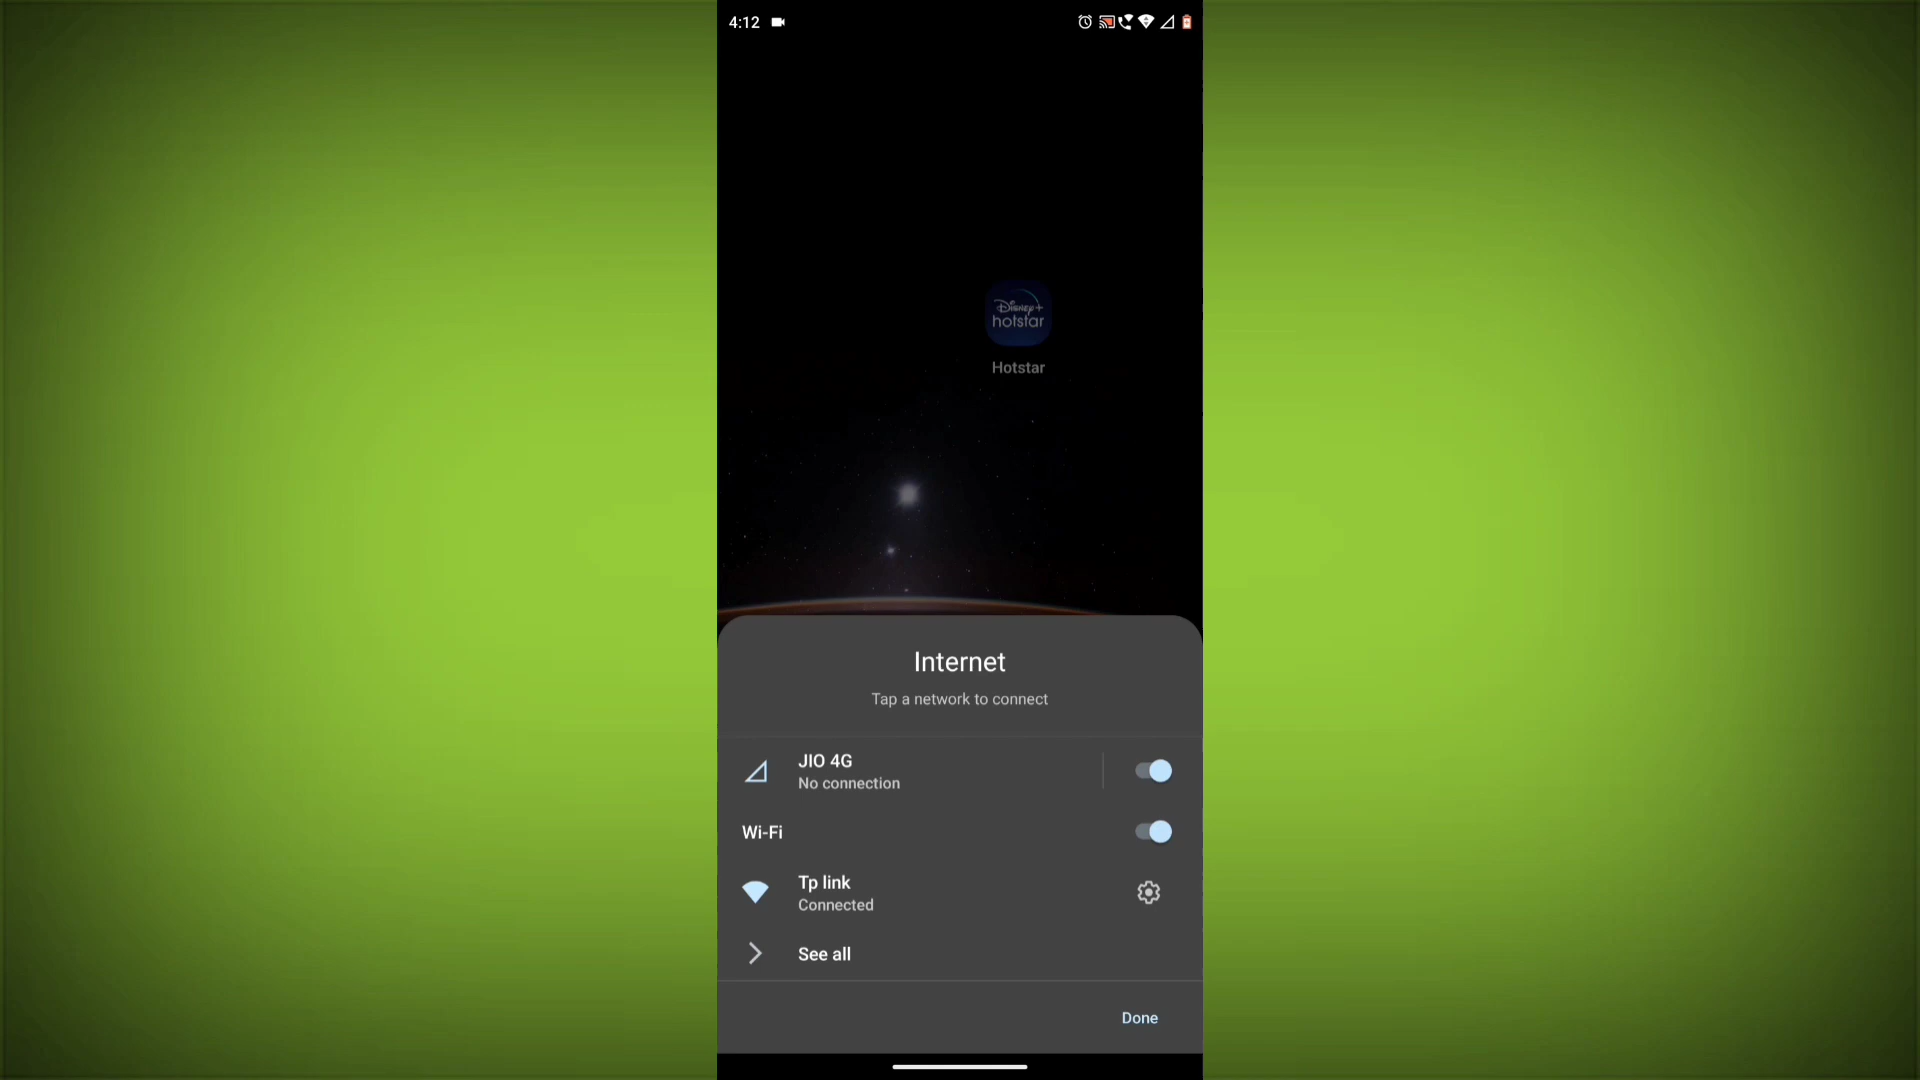 4:12
Disney+
hotstar
Hotstar
Internet
Tap a network to connect
JIO 4G
No connection
Wi-Fi
Tp link
Connected
See all
Done